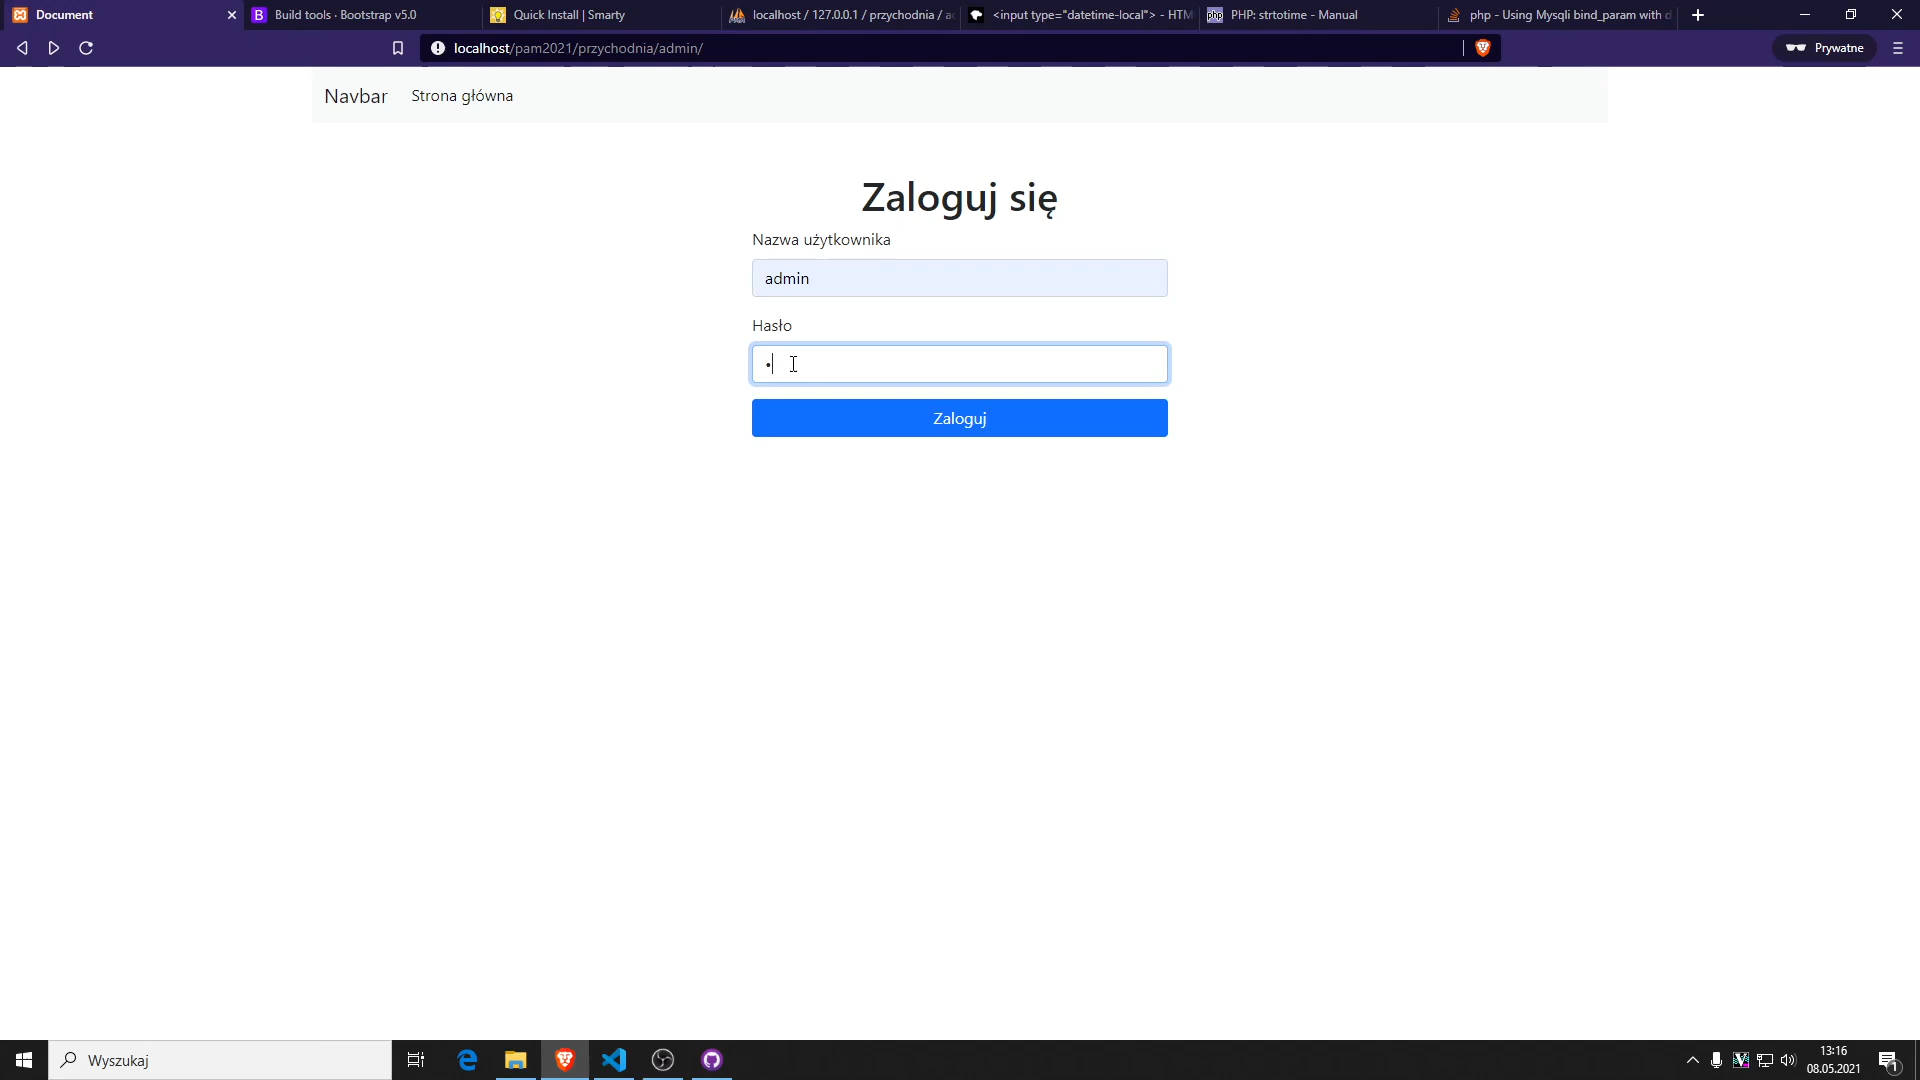 Document
Build tools · Bootstrap v5.0
Quick Install | Smarty
localhost / 127.0.0.1 / przychodnia / ac
<input type="datetime-local"> - HTM
PHP: strtotime - Manual
php - Using Mysqli bind_param with d
localhost/pam2021/przychodnia/admin/
Prywatne
Navbar
Strona główna
Zaloguj się
Nazwa użytkownika
admin
Hasło
Zaloguj
Wyszukaj
13:16
08.05.2021
1